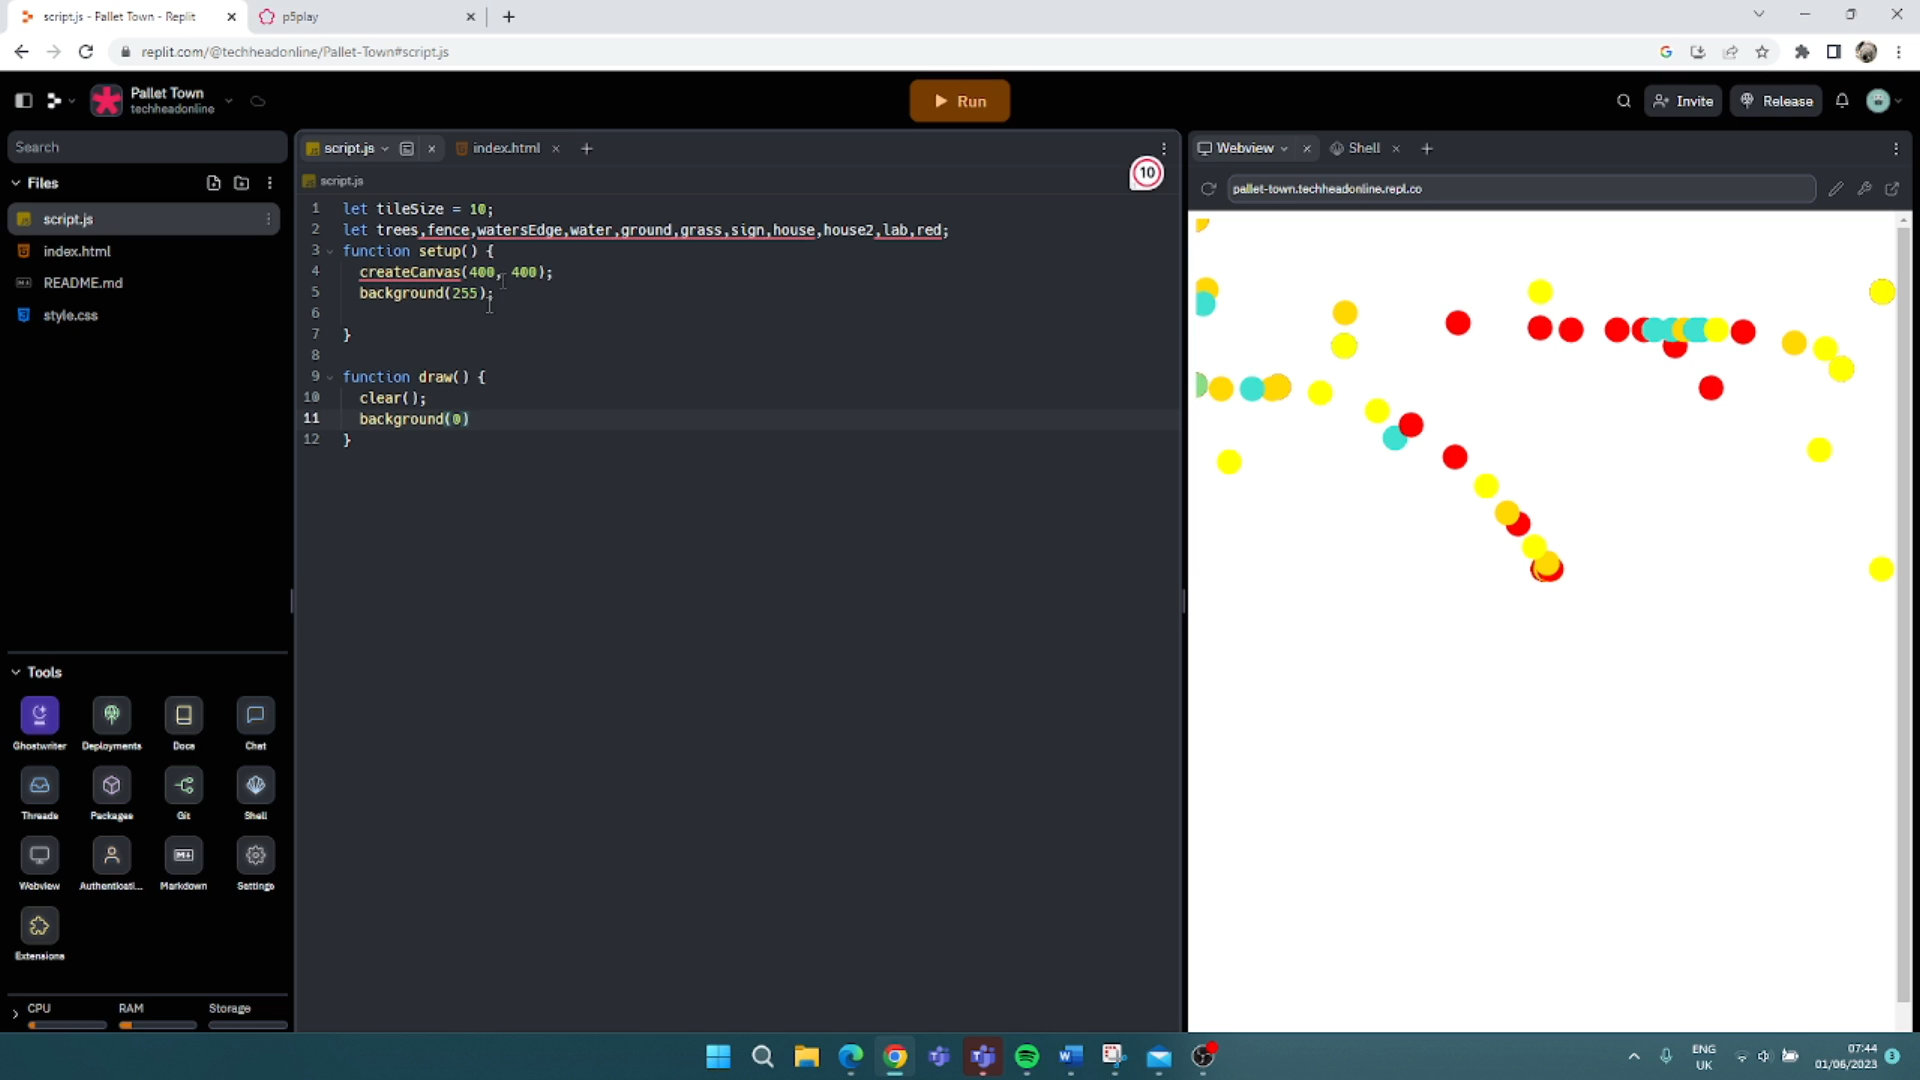 script.js - Pallet Town - Replit
p5play
replit.com/@techheadonline/Pallet-Town#script.js
Pallet Town
techheadonline
Run
Invite
Release
Search
script.js
index.html
Webview
Shell
Files
script.js
10
pallet-town.techheadonline.repl.co
script.js
index.html
README.md
style.css
1 let tileSize = 10;
2 let trees,fence,watersEdge,water,ground,grass,sign,house,house2,lab,red;
3 function setup() {
4 createCanvas(400, 400);
5 background(255);
6
7 }
8
9 function draw() {
10 clear();
11 background(0)
12 }
Tools
Ghostwriter Deployments Docs Chat
Threads Packages Git Shell
Webview Authenticati... Markdown Settings
Extensions
CPU RAM Storage
ENG
UK
07:44
01/06/2023
3